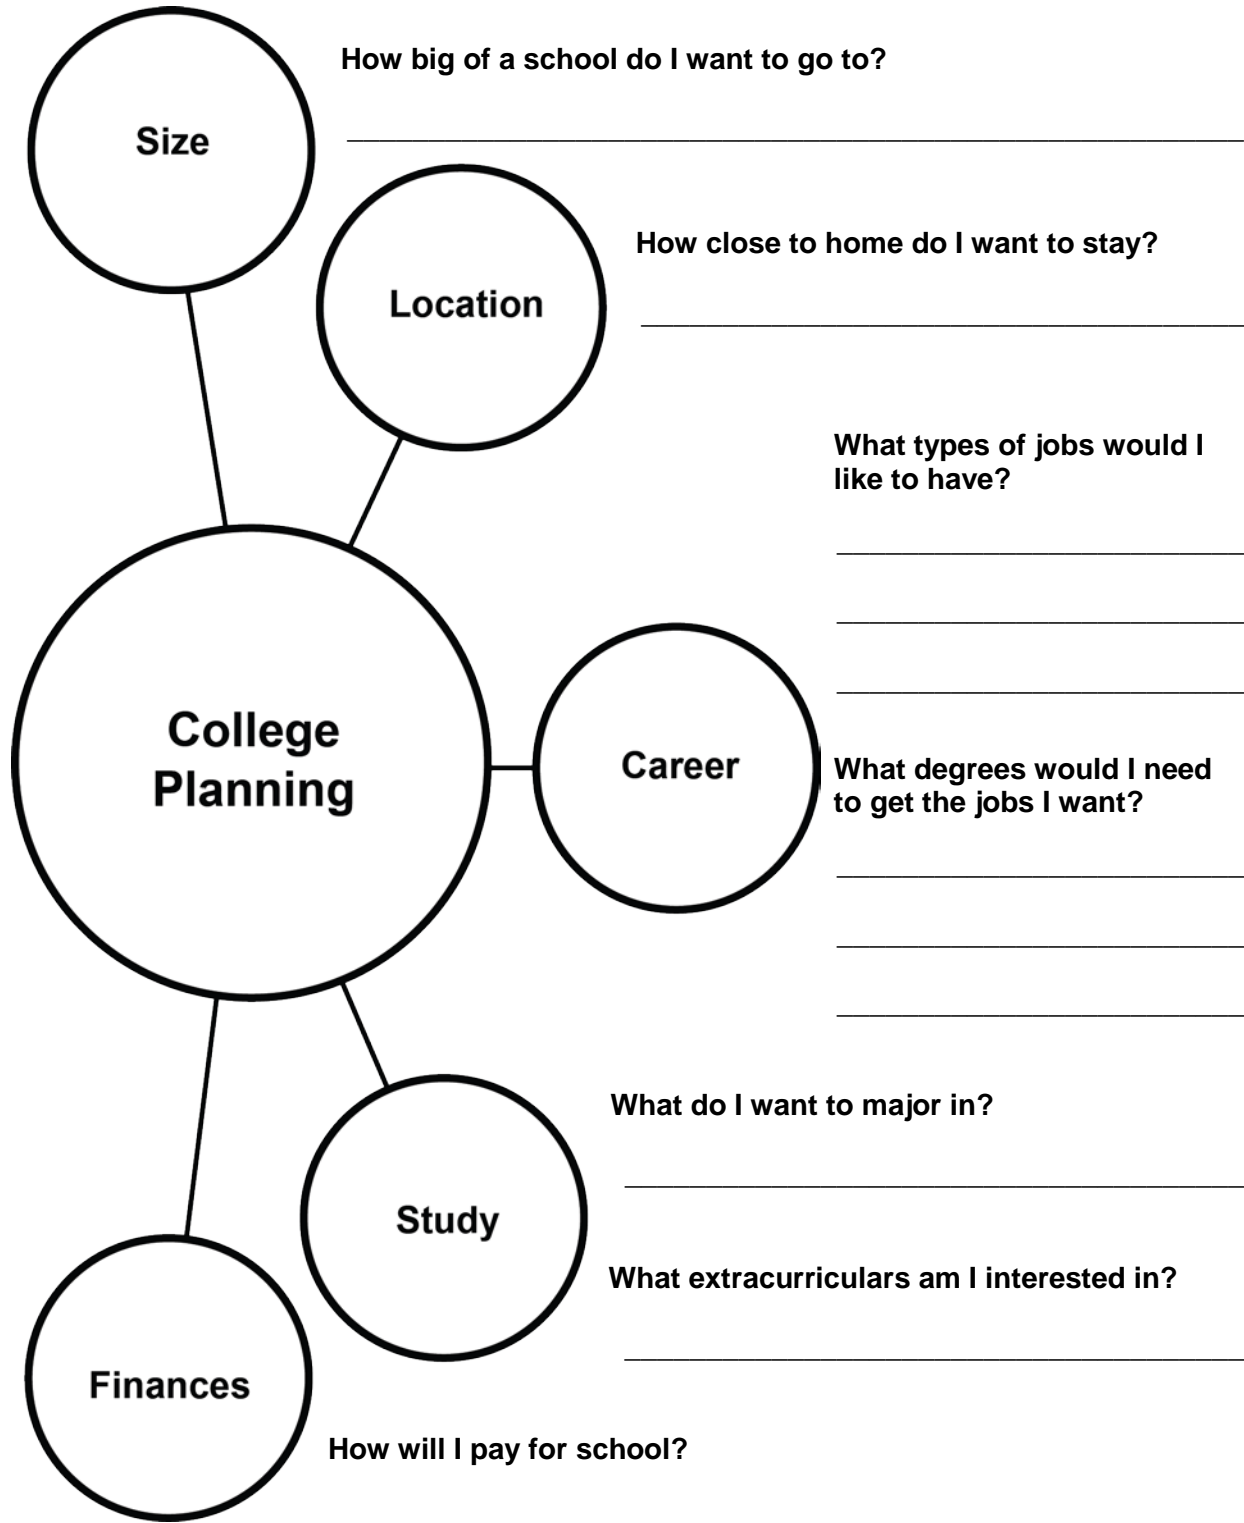 How big of a school do I want to go to?
Size
Location
How close to home do I want to stay?
What types of jobs would I
like to have?
College
Planning
Career
What degrees would I need
to get the jobs I want?
What do I want to major in?
Study
What extracurriculars am I interested in?
Finances
How will I pay for school?